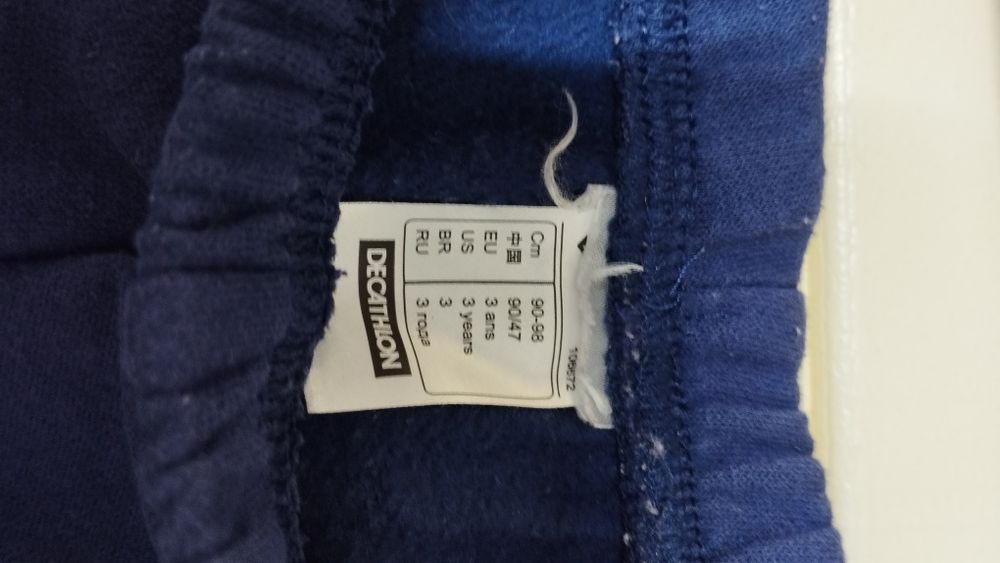 106672
Cm 90-98
中国 90/47
EU 3 ans
US 3 years
BR 3
RU 3 года
DECATHLON